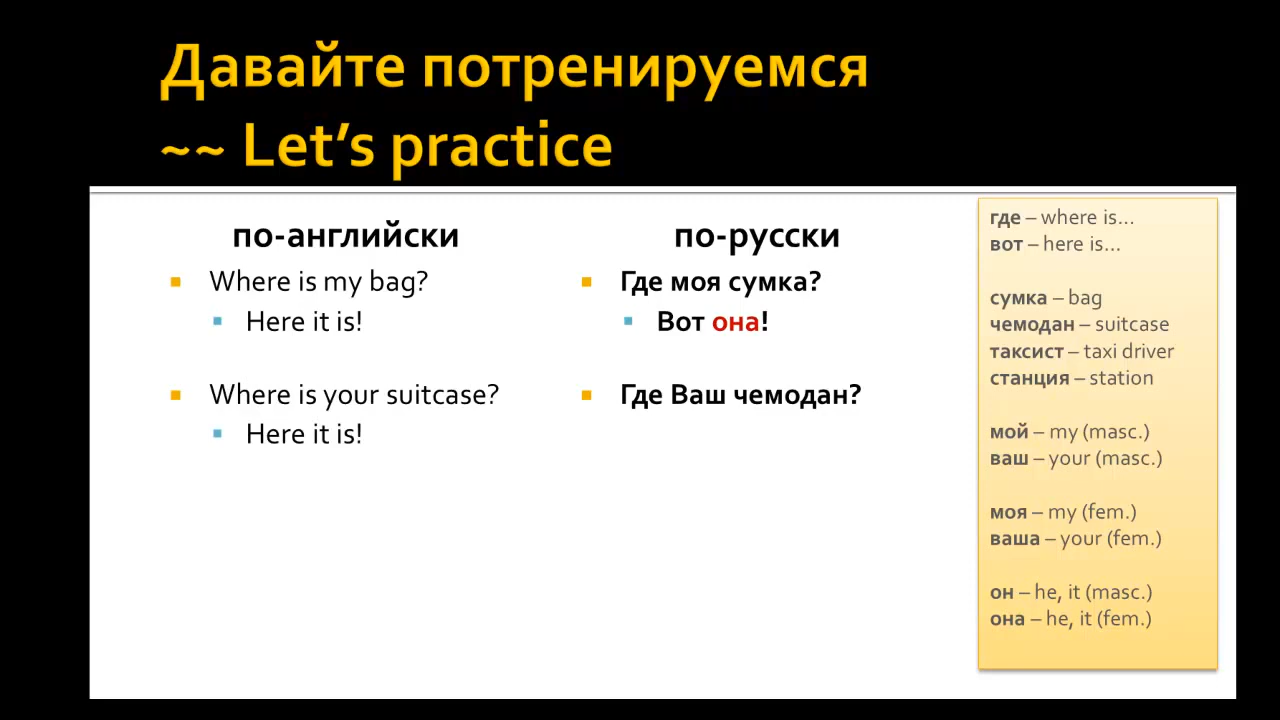 Давайте потренируемся
~~ Let’s practice
по-английски
Where is my bag?
Here it is!
Where is your suitcase?
Here it is!
по-русски
Где моя сумка?
Вот она!
Где Ваш чемодан?
где – where is…
вот – here is…
сумка – bag
чемодан – suitcase
таксист – taxi driver
станция – station
мой – my (masc.)
ваш – your (masc.)
моя – my (fem.)
ваша – your (fem.)
он – he, it (masc.)
она – he, it (fem.)